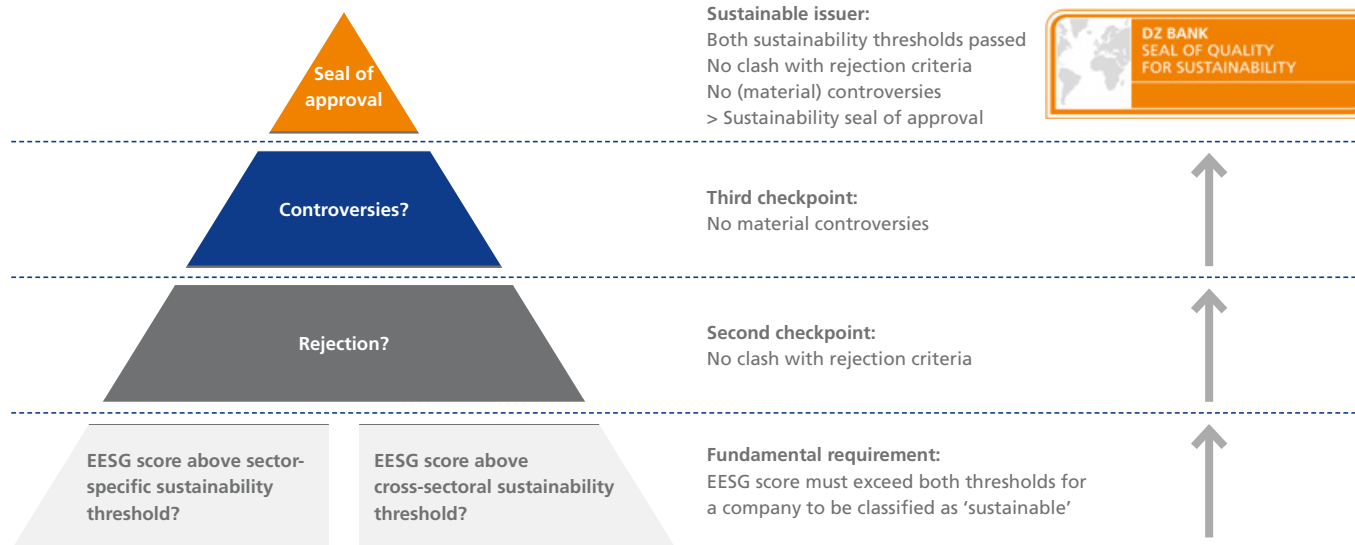 Seal of
approval
Sustainable issuer:
Both sustainability thresholds passed
No clash with rejection criteria
No (material) controversies
> Sustainability seal of approval
DZ BANK
SEAL OF QUALITY
FOR SUSTAINABILITY
Controversies?
Third checkpoint:
No material controversies
Rejection?
Second checkpoint:
No clash with rejection criteria
EESG score above sector-
specific sustainability
threshold?
EESG score above
cross-sectoral sustainability
threshold?
Fundamental requirement:
EESG score must exceed both thresholds for
a company to be classified as ‘sustainable’